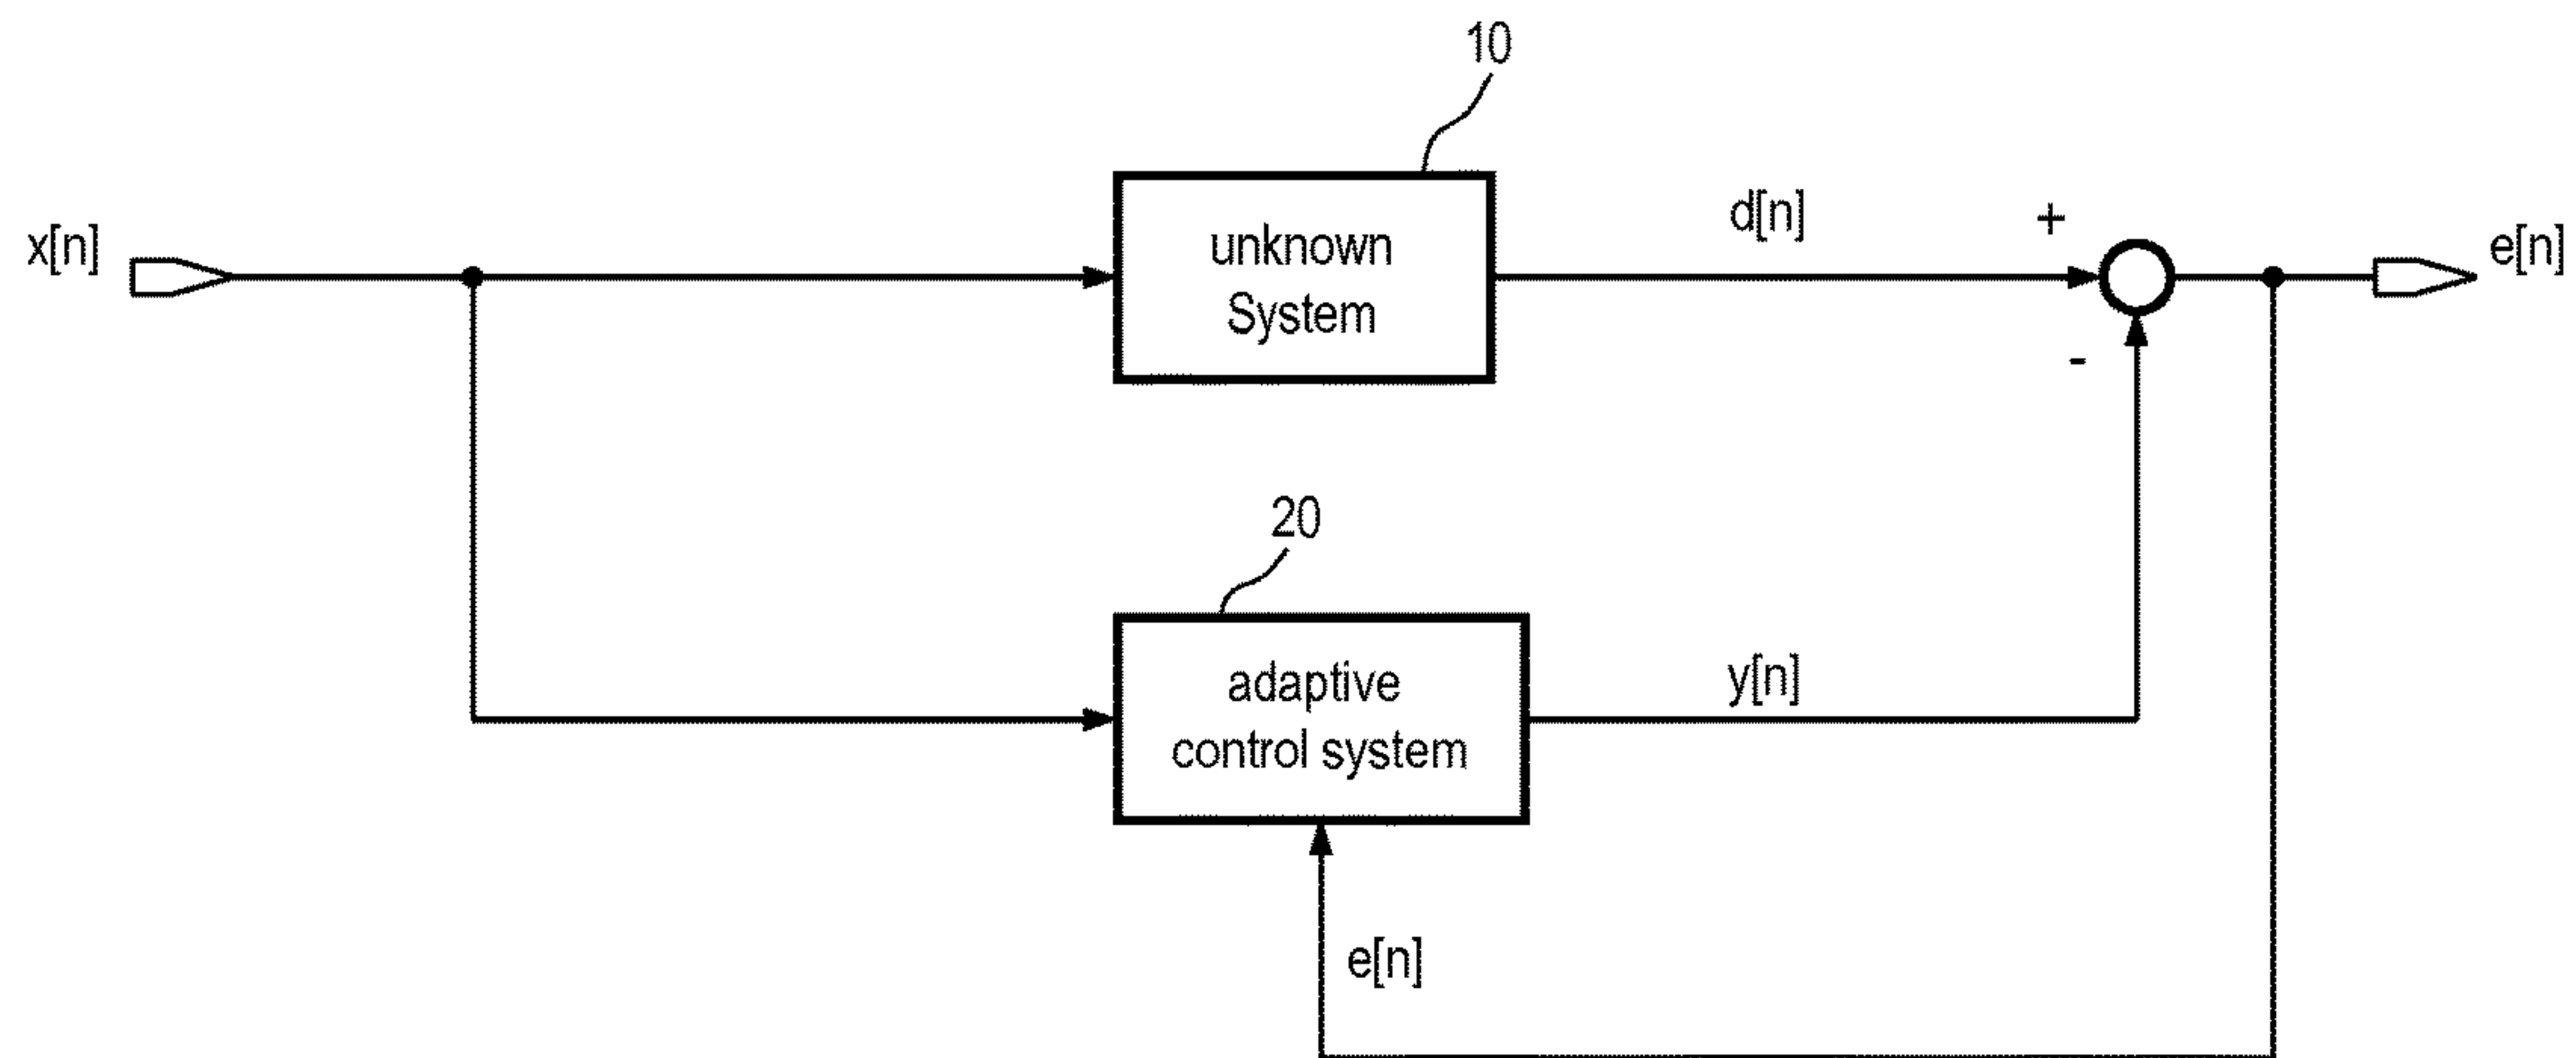 10
x[n]
unknown
System
d[n]
+
-
e[n]
20
adaptive
control system
y[n]
e[n]